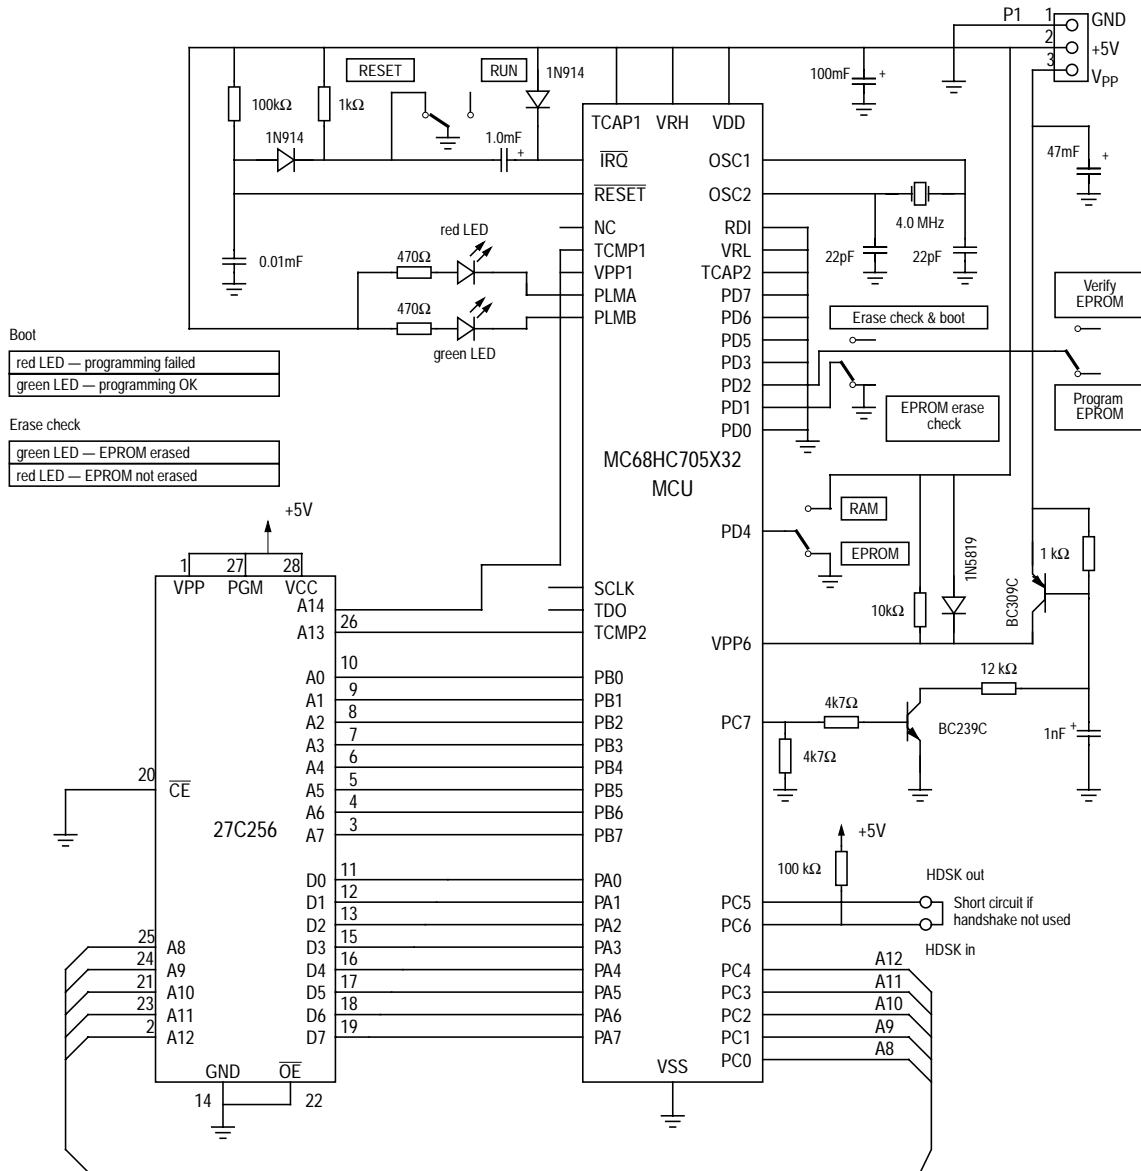 P1
1
GND
2
+5V
3
VPP
RESET
RUN
1N914
100mF
+
100kΩ
1kΩ
1N914
1.0mF
+
47mF
+
TCAP1
VRH
VDD
IRQ
OSC1
RESET
OSC2
4.0 MHz
NC
RDI
red LED
TCMP1
VRL
22pF
22pF
0.01mF
470Ω
VPP1
TCAP2
PLMA
PD7
Verify
EPROM
470Ω
PLMB
PD6
Erase check & boot
green LED
PD5
Boot
PD3
red LED — programming failed
PD2
green LED — programming OK
PD1
EPROM erase
check
Program
EPROM
PD0
Erase check
green LED — EPROM erased
red LED — EPROM not erased
MC68HC705X32
MCU
+5V
RAM
PD4
EPROM
1N5819
1 kΩ
1
27
28
VPP
PGM
VCC
SCLK
BC309C
A14
TDO
10kΩ
26
A13
TCMP2
VPP6
10
A0
PB0
12 kΩ
9
A1
PB1
8
A2
PB2
PC7
4k7Ω
BC239C
1nF
+
7
A3
PB3
4k7Ω
6
A4
PB4
20
CE
5
A5
PB5
4
A6
PB6
27C256
3
A7
PB7
+5V
100 kΩ
11
D0
PA0
HDSK out
12
D1
PA1
PC5
Short circuit if
handshake not used
13
D2
PA2
PC6
25
A8
15
D3
PA3
HDSK in
24
A9
16
D4
PA4
PC4
A12
21
A10
17
D5
PA5
PC3
A11
23
A11
18
D6
PA6
PC2
A10
2
A12
19
D7
PA7
PC1
A9
PC0
A8
GND
OE
VSS
14
22